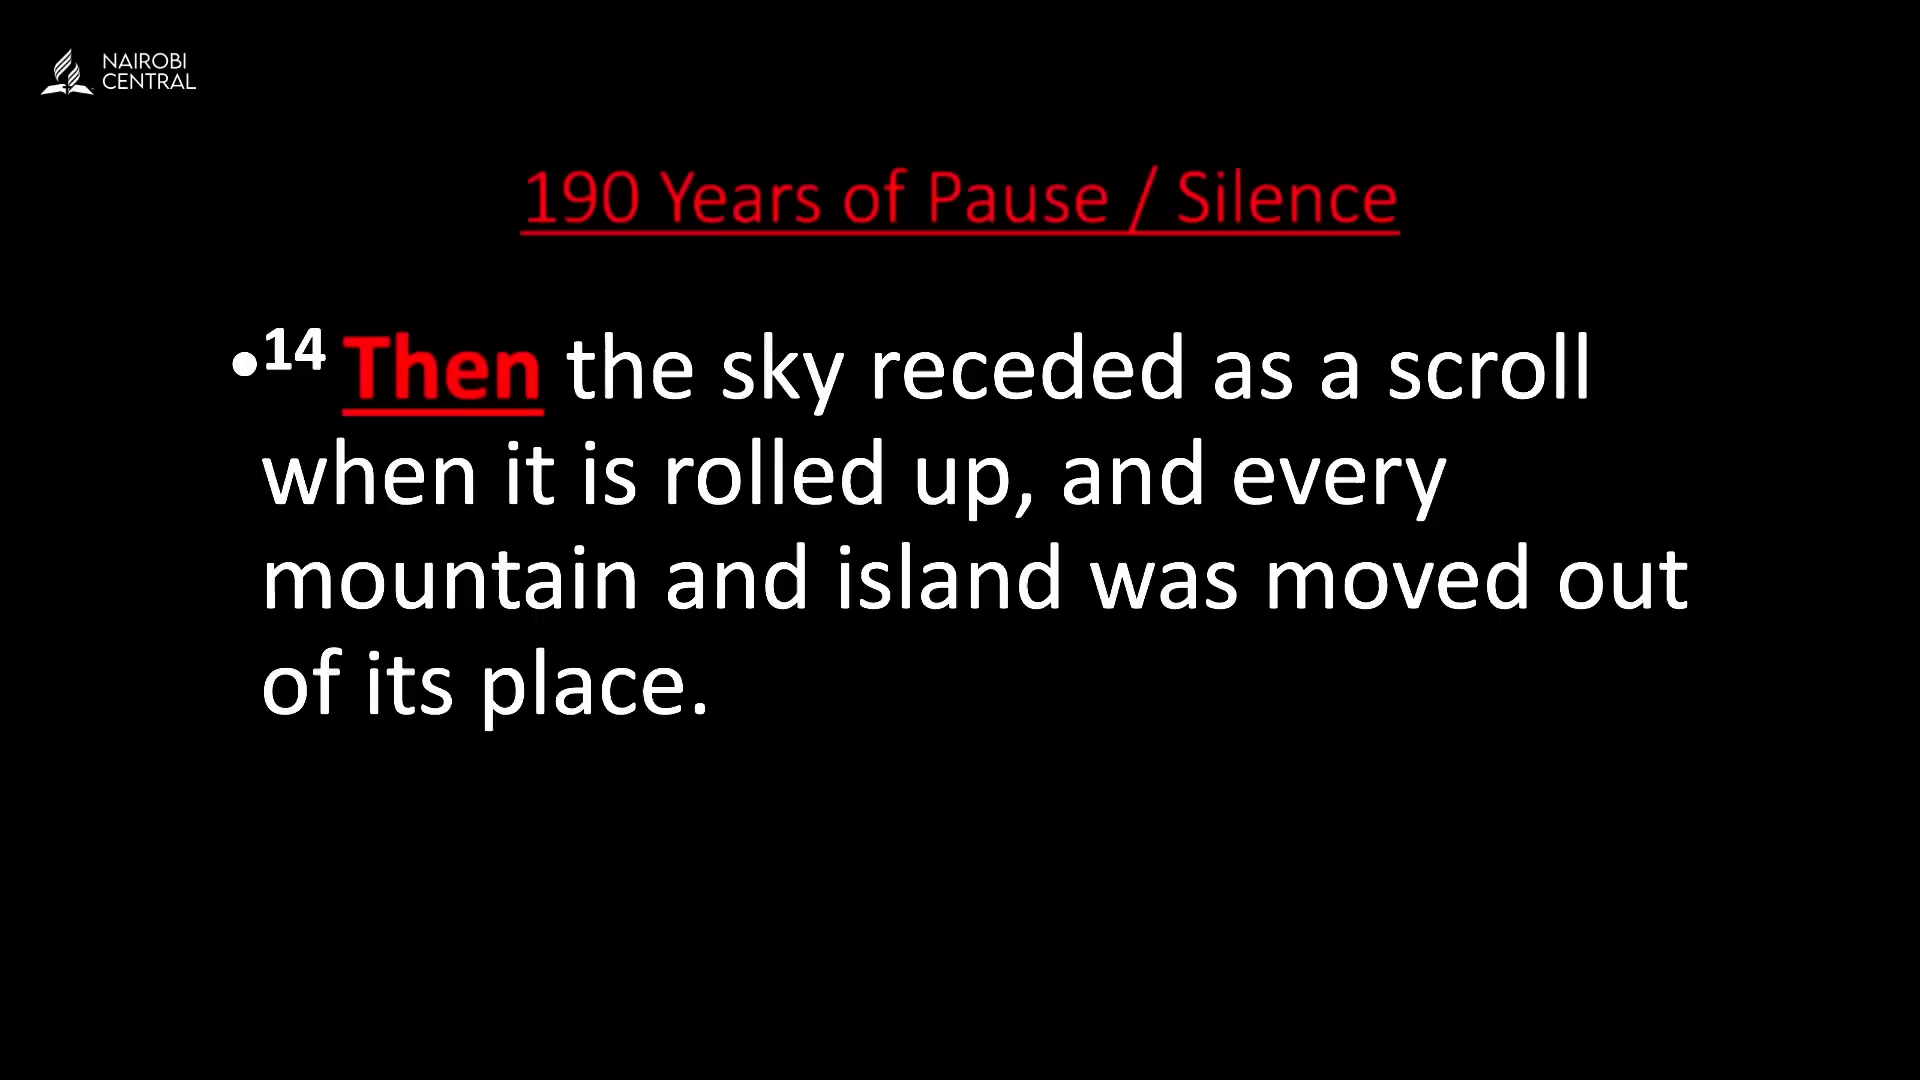 NAIROBI
CENTRAL
190 Years of Pause / Silence
•14 Then the sky receded as a scroll
when it is rolled up, and every
mountain and island was moved out
of its place.